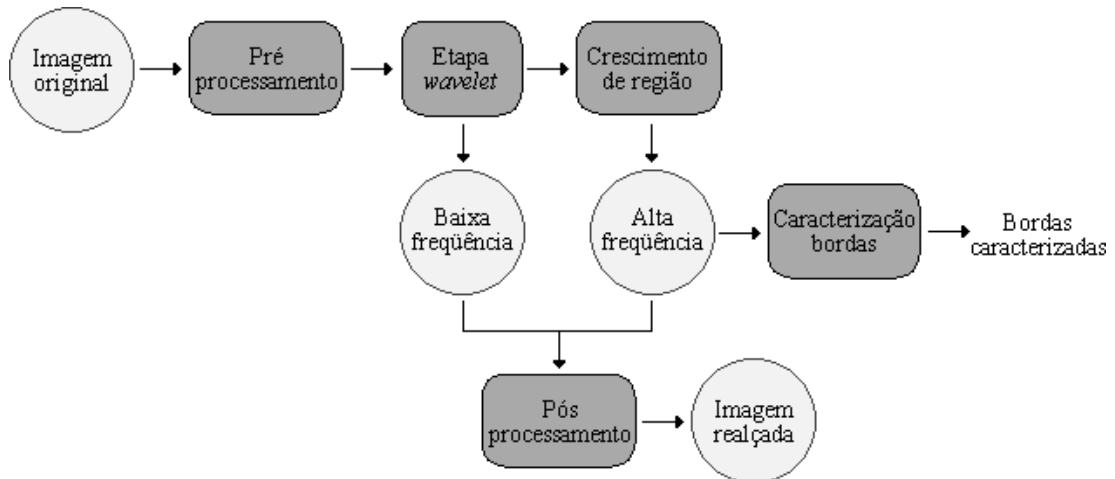 Imagem
original
Pré
processamento
Etapa
wavelet
Crescimento
de região
Baixa
freqüência
Alta
freqüência
Caracterização
bordas
Bordas
caracterizadas
Pós
processamento
Imagem
realçada